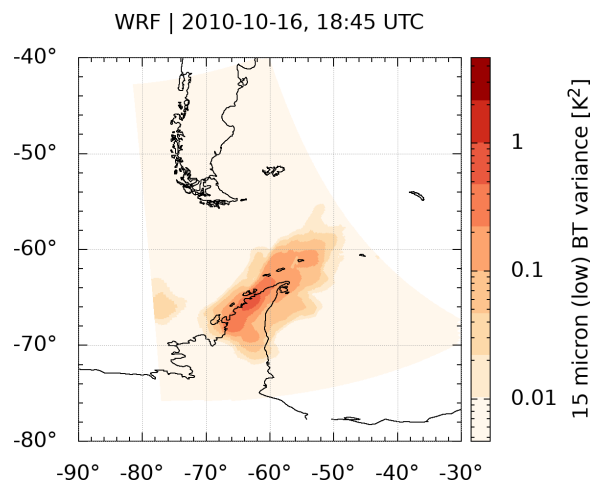 WRF | 2010-10-16, 18:45 UTC
-40°
-50°
-60°
-70°
-80°
-90° -80° -70° -60° -50° -40° -30°
1
0.1
0.01
15 micron (low) BT variance [K²]